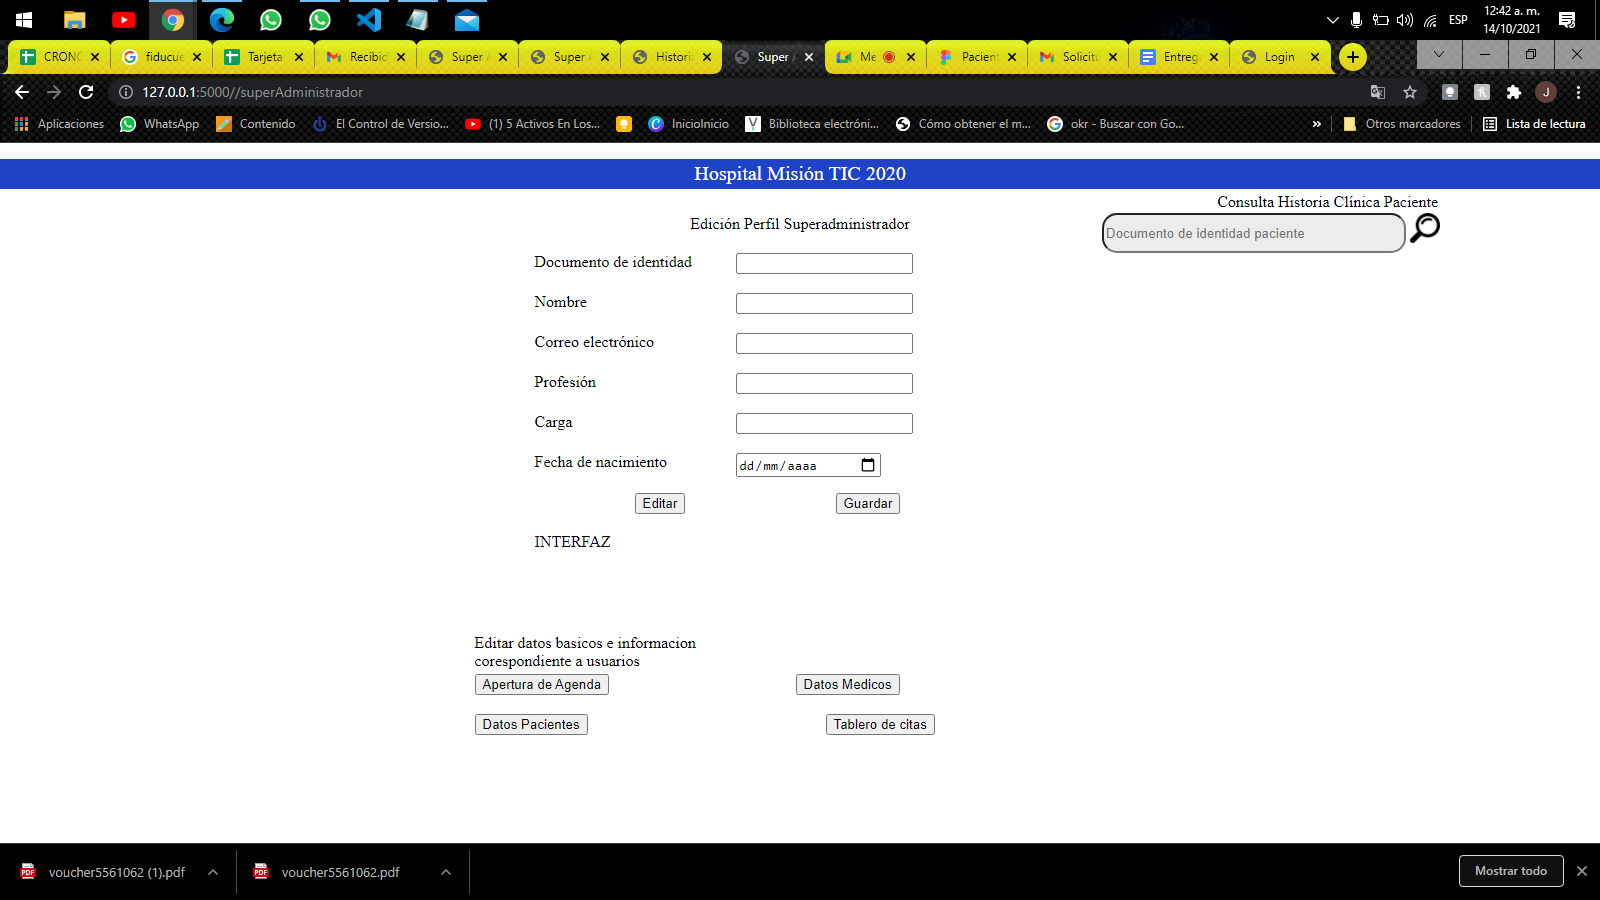 ESP
12:42 a. m.
14/10/2021
CRONO
fiducue
Tarjeta
Recibid
Super A
Super A
Histori
Super A
Me
Pacient
Solicitu
Entrega
Login
127.0.0.1:5000//superAdministrador
J
Aplicaciones
WhatsApp
Contenido
El Control de Versio...
(1) 5 Activos En Los...
InicioInicio
Biblioteca electróni...
Cómo obtener el m...
okr - Buscar con Go...
»
Otros marcadores
Lista de lectura
Hospital Misión TIC 2020
Consulta Historia Clínica Paciente
Documento de identidad paciente
Edición Perfil Superadministrador
Documento de identidad
Nombre
Correo electrónico
Profesión
Carga
Fecha de nacimiento
dd/mm/aaaa
Editar
Guardar
INTERFAZ
Editar datos basicos e informacion
corespondiente a usuarios
Apertura de Agenda
Datos Medicos
Datos Pacientes
Tablero de citas
PDF
voucher5561062 (1).pdf
PDF
voucher5561062.pdf
Mostrar todo